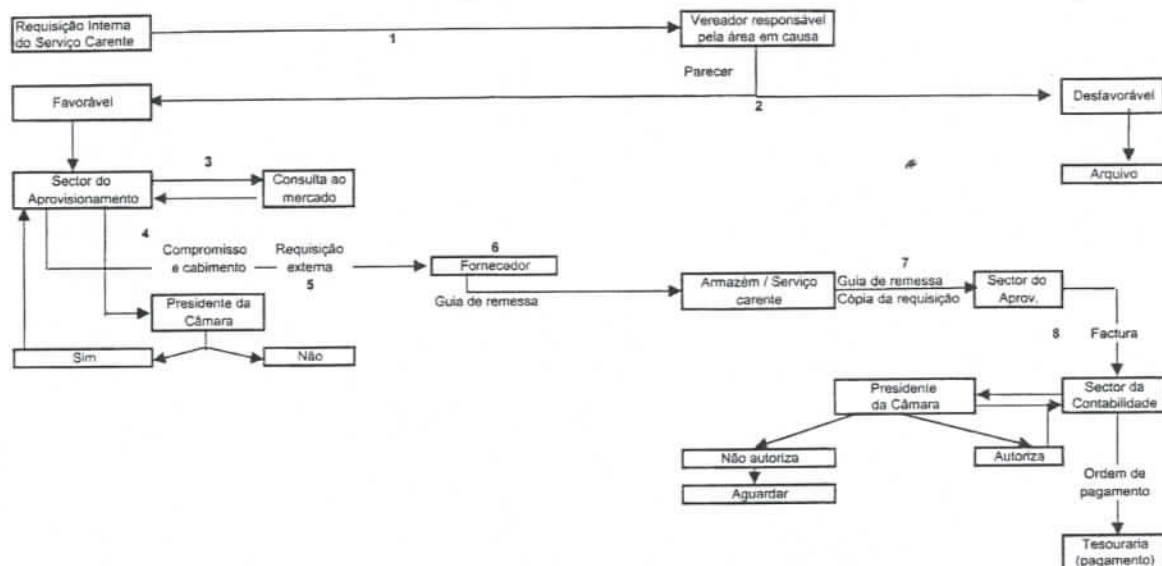 Requisição Interna
do Serviço Carente
1
Vereador responsável
pela área em causa
Parecer
Favorável
2
Desfavorável
3
Sector do
Aprovisionamento
Consulta ao
mercado
Arquivo
4
Compromisso
e cabimento
Requisição
externa
5
6
Fornecedor
Guia de remessa
Armazém / Serviço
carente
7
Guia de remessa
Cópia da requisição
Sector do
Aprov.
Presidente da
Câmara
Sim
Não
8
Factura
Presidente
da Câmara
Sector da
Contabilidade
Não autoriza
Autoriza
Aguardar
Ordem de
pagamento
Tesouraria
(pagamento)